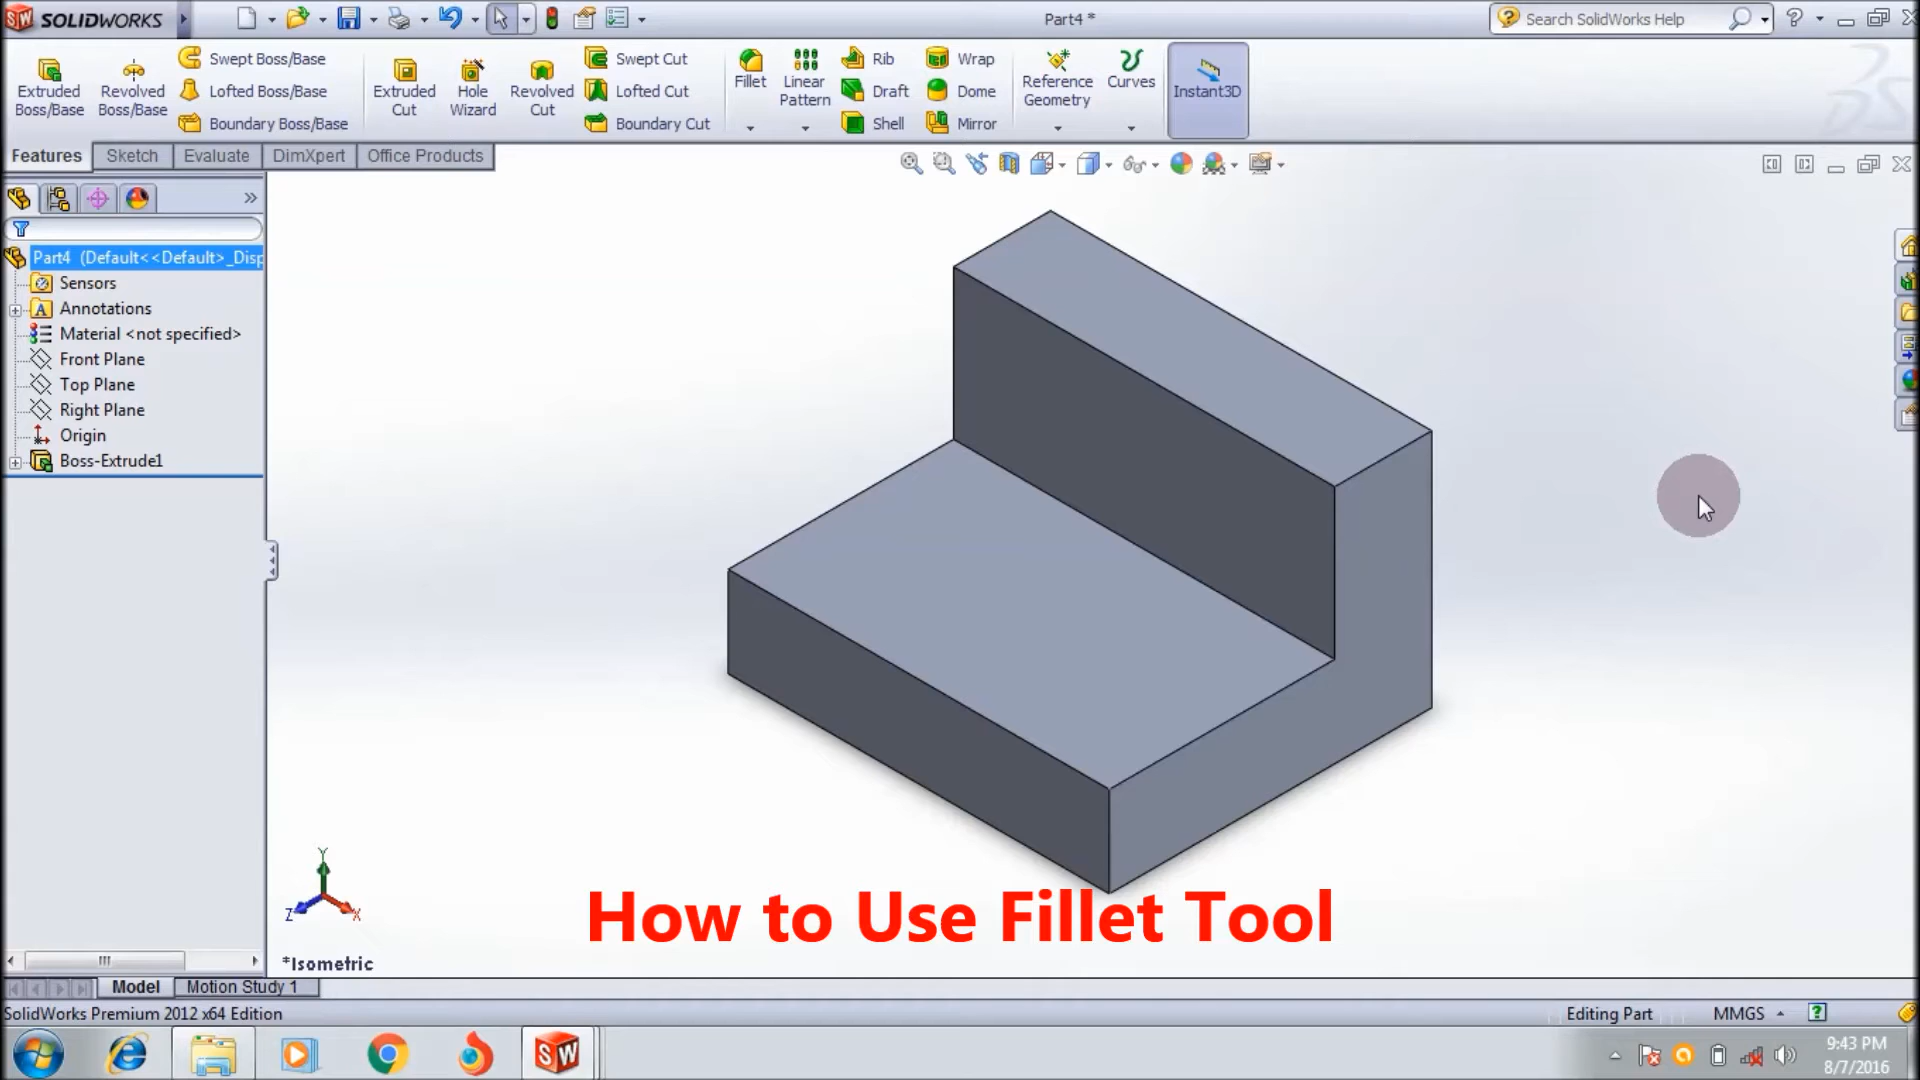 SOLIDWORKS
Part4 *
Search SolidWorks Help
Extruded Boss/Base
Revolved Boss/Base
Swept Boss/Base
Lofted Boss/Base
Boundary Boss/Base
Extruded Cut
Hole Wizard
Revolved Cut
Swept Cut
Lofted Cut
Boundary Cut
Fillet
Linear Pattern
Rib
Draft
Shell
Wrap
Dome
Mirror
Reference Geometry
Curves
Instant3D
Features
Sketch
Evaluate
DimXpert
Office Products
Part4 (Default<<Default>_Disp
Sensors
Annotations
Material <not specified>
Front Plane
Top Plane
Right Plane
Origin
Boss-Extrude1
Y
Z
X
How to Use Fillet Tool
*Isometric
Model
Motion Study 1
SolidWorks Premium 2012 x64 Edition
Editing Part
MMGS
9:43 PM
8/7/2016